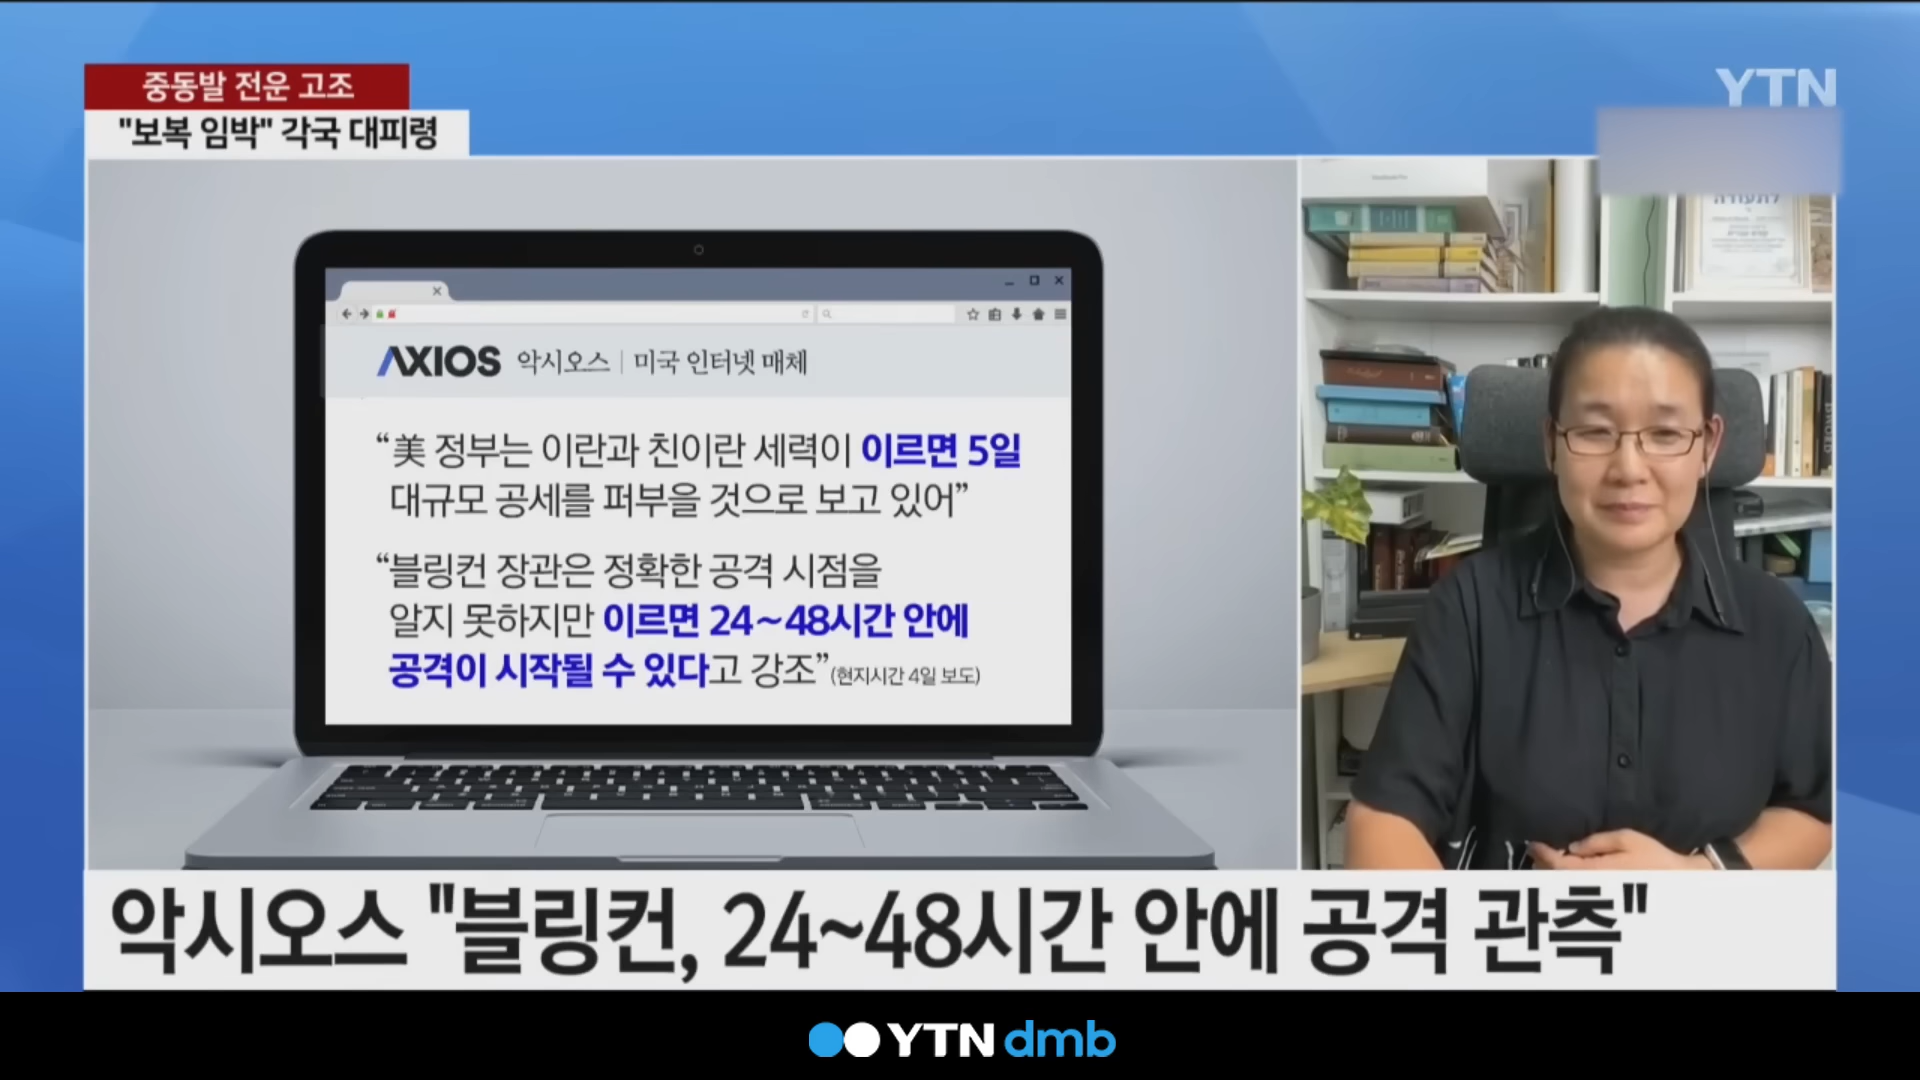 중동발 전운 고조
"보복 임박" 각국 대피령
YTN
AXIOS 악시오스 | 미국 인터넷 매체
“美 정부는 이란과 친이란 세력이 이르면 5일
대규모 공세를 퍼부을 것으로 보고 있어”
“블링컨 장관은 정확한 공격 시점을
알지 못하지만 이르면 24~48시간 안에
공격이 시작될 수 있다고 강조” (현지시간 4일 보도)
לתעודה
악시오스 "블링컨, 24~48시간 안에 공격 관측"
YTN dmb